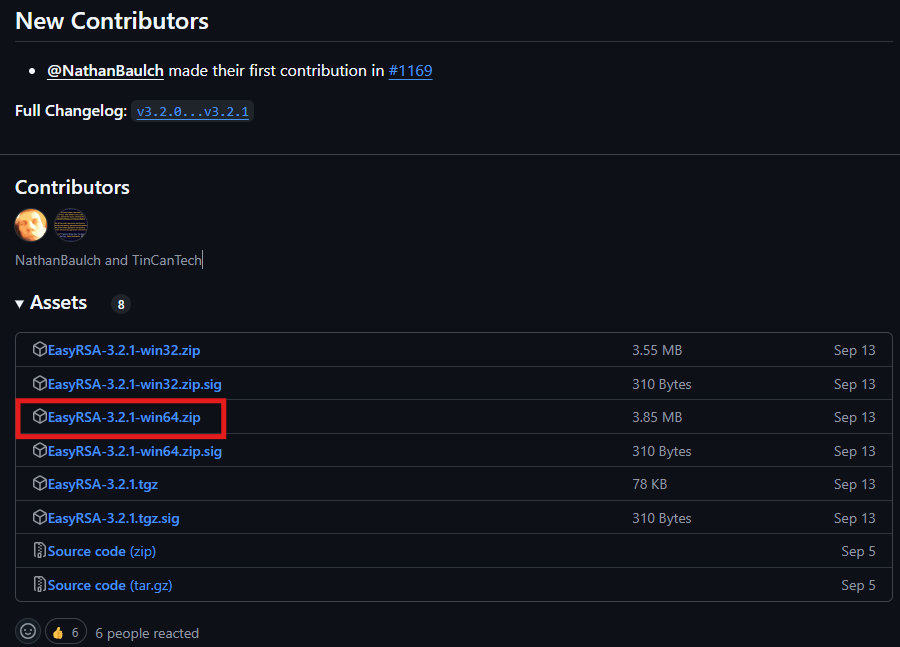 New Contributors
@NathanBaulch made their first contribution in #1169
Full Changelog: v3.2.0...v3.2.1
Contributors
NathanBaulch and TinCanTech
Assets 8
EasyRSA-3.2.1-win32.zip 3.55 MB Sep 13
EasyRSA-3.2.1-win32.zip.sig 310 Bytes Sep 13
EasyRSA-3.2.1-win64.zip 3.85 MB Sep 13
EasyRSA-3.2.1-win64.zip.sig 310 Bytes Sep 13
EasyRSA-3.2.1.tgz 78 KB Sep 13
EasyRSA-3.2.1.tgz.sig 310 Bytes Sep 13
Source code (zip) Sep 5
Source code (tar.gz) Sep 5
6 6 people reacted